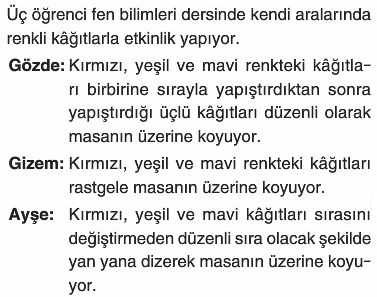 Üç öğrenci fen bilimleri dersinde kendi aralarında
renkli kâğıtlarla etkinlik yapıyor.
Gözde: Kırmızı, yeşil ve mavi renkteki kâğıtla-
rı birbirine sırayla yapıştırdıktan sonra
yapıştırdığı üçlü kâğıtları düzenli olarak
masanın üzerine koyuyor.
Gizem: Kırmızı, yeşil ve mavi renkteki kâğıtları
rastgele masanın üzerine koyuyor.
Ayşe: Kırmızı, yeşil ve mavi kâğıtları sırasını
değiştirmeden düzenli sıra olacak şekilde
yan yana dizerek masanın üzerine koyu-
yor.